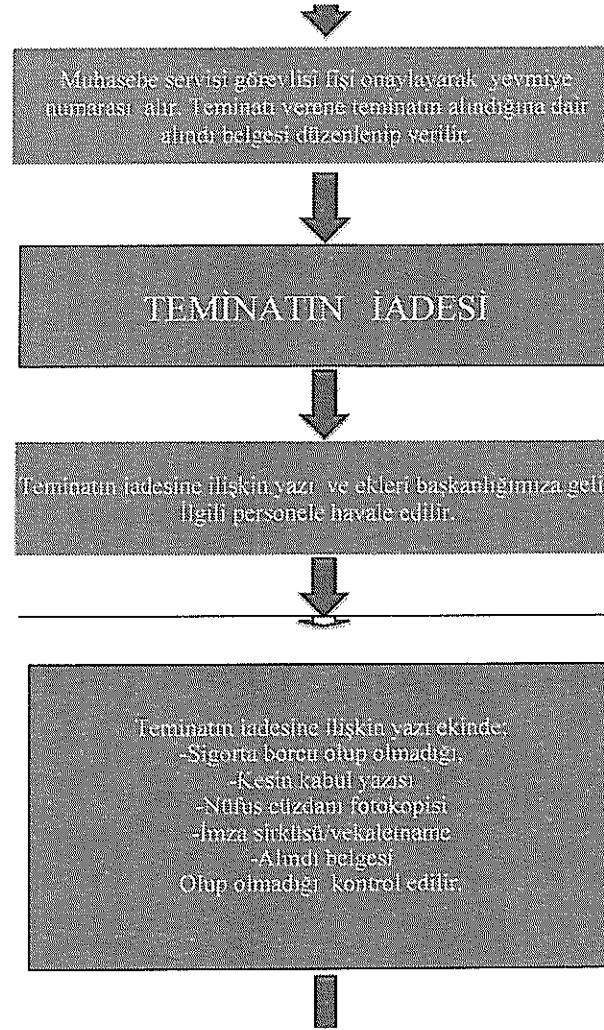 Muhasebe servisi görevlisi fişi onaylayarak yevmiye
numarası alır. Teminatı verene teminatın alındığına dair
alındı belgesi düzenlenip verilir.
TEMİNATIN İADESİ
Teminatın iadesine ilişkin yazı ve ekleri başkanlığımıza geli
İlgili personele havale edilir.
Teminatın iadesine ilişkin yazı ekinde;
-Sigorta borcu olup olmadığı,
-Kesin kabul yazısı
-Nüfus cüzdanı fotokopisi
-İmza sirküsü/vekaletname
-Alındı belgesi
Olup olmadığı kontrol edilir.